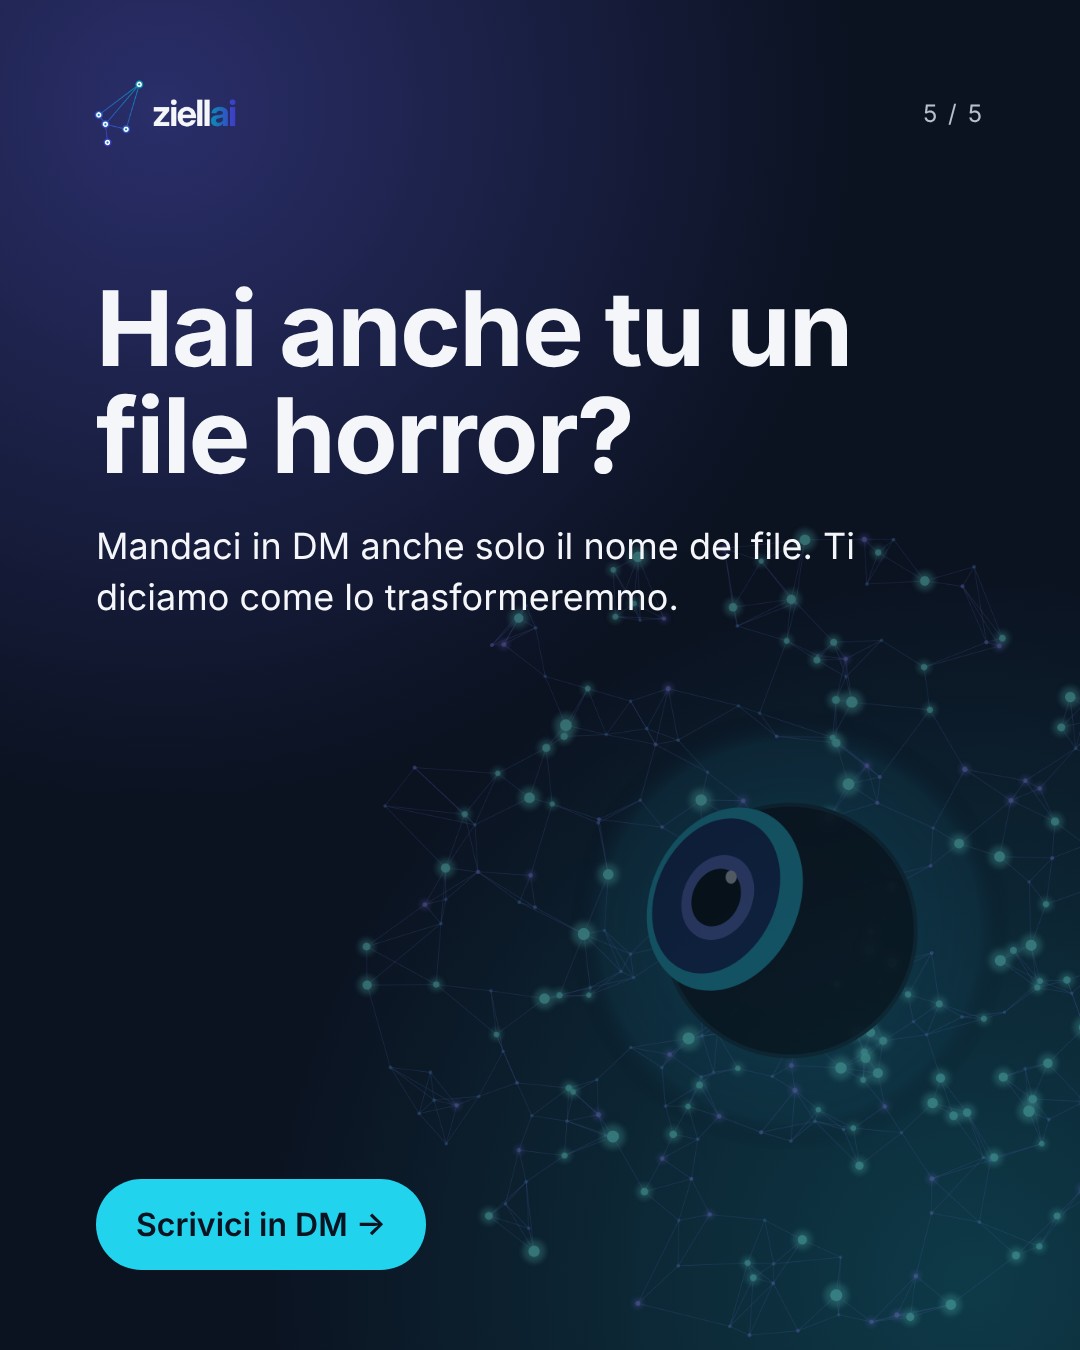 ziellai
5 / 5
Hai anche tu un
file horror?
Mandaci in DM anche solo il nome del file. Ti
diciamo come lo trasformeremmo.
Scrivici in DM →